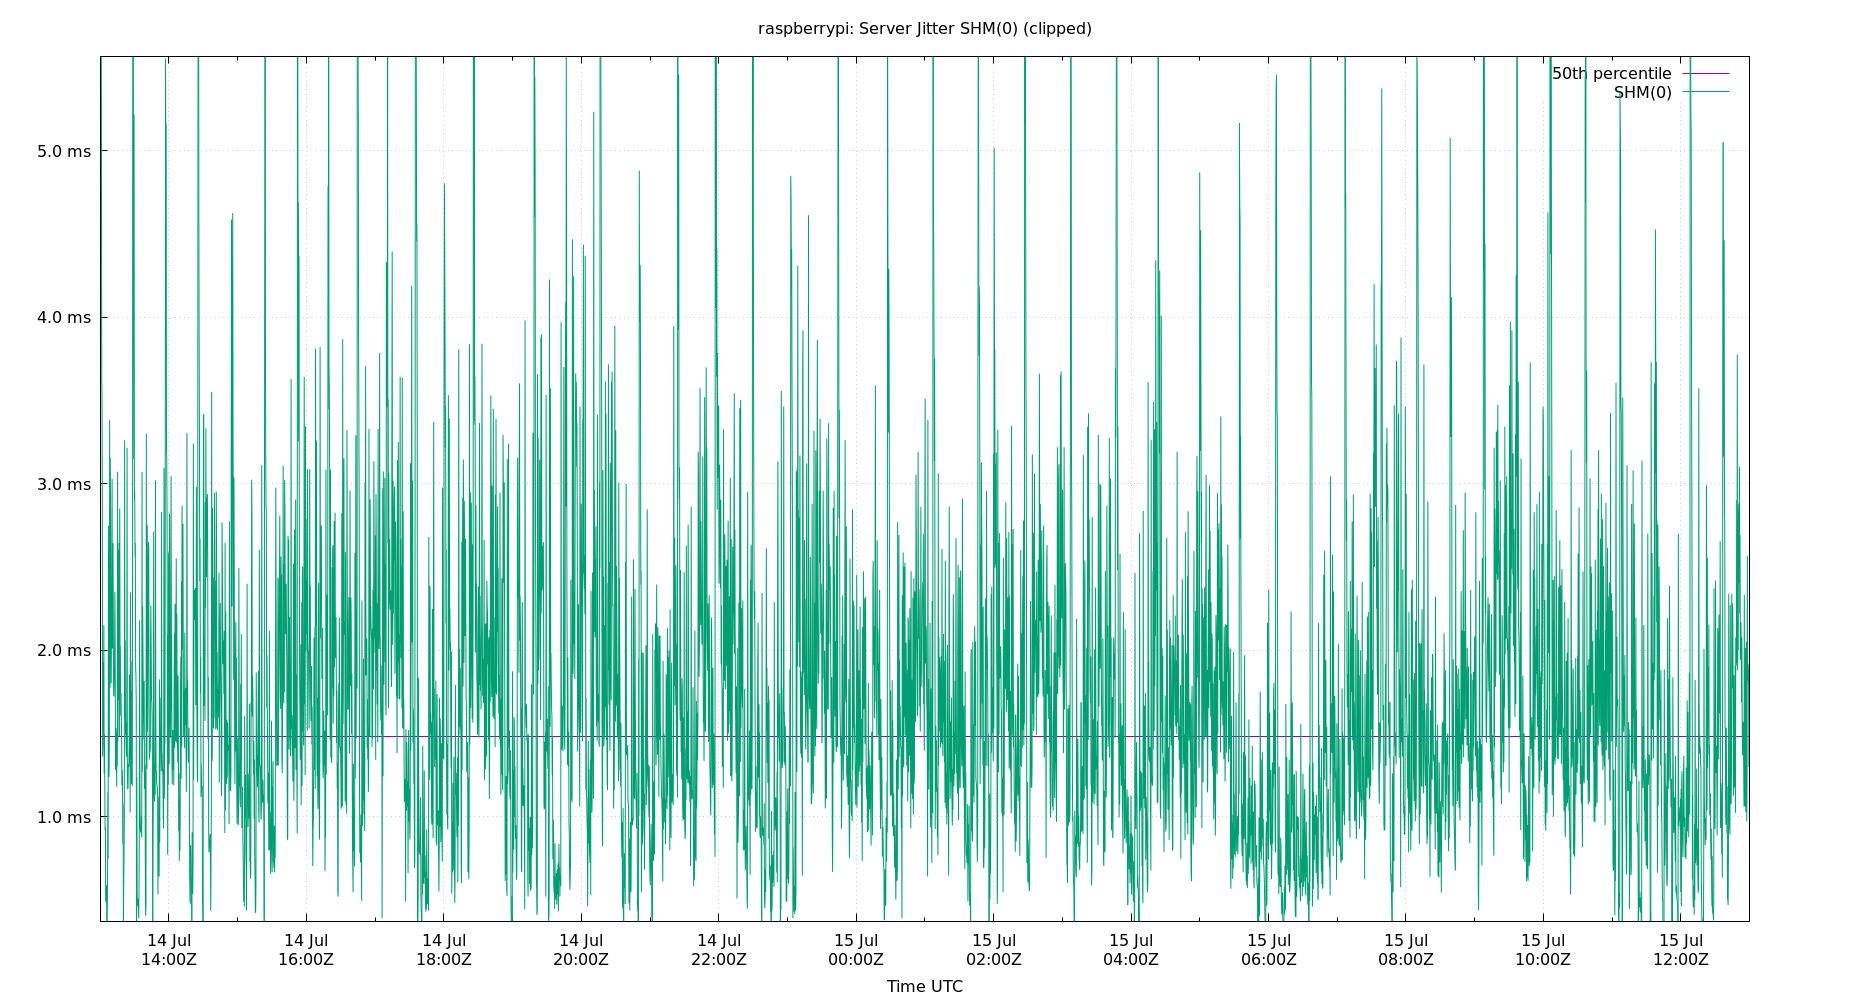 raspberrypi: Server Jitter SHM(0) (clipped)
50th percentile
SHM(0)
5.0 ms
4.0 ms
3.0 ms
2.0 ms
1.0 ms
14 Jul 14 Jul 14 Jul 14 Jul 14 Jul 15 Jul 15 Jul 15 Jul 15 Jul 15 Jul 15 Jul 15 Jul
14:00Z 16:00Z 18:00Z 20:00Z 22:00Z 00:00Z 02:00Z 04:00Z 06:00Z 08:00Z 10:00Z 12:00Z
Time UTC